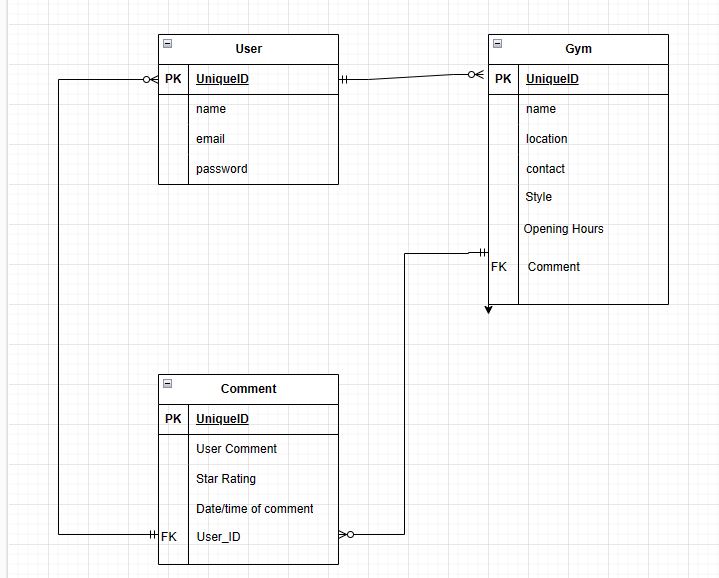 User
PK UniqueID
name
email
password
Gym
PK UniqueID
name
location
contact
Style
Opening Hours
FK Comment
Comment
PK UniqueID
User Comment
Star Rating
Date/time of comment
FK User_ID